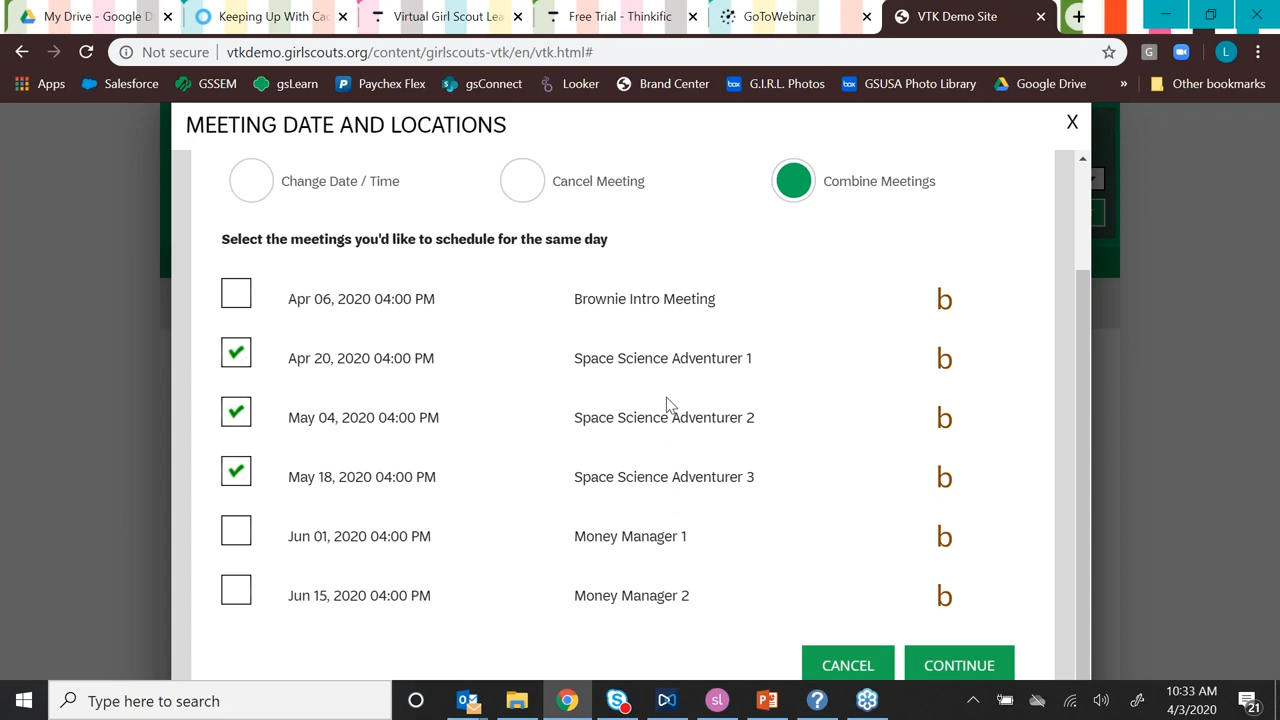 My Drive - Google D
Keeping Up With Cac
Virtual Girl Scout Lea
Free Trial - Thinkific
GoToWebinar
VTK Demo Site
Not secure
vtkdemo.girlscouts.org/content/girlscouts-vtk/en/vtk.html#
G
L
Apps
Salesforce
GSSEM
gsLearn
Paychex Flex
gsConnect
Looker
Brand Center
G.I.R.L. Photos
GSUSA Photo Library
Google Drive
»
Other bookmarks
MEETING DATE AND LOCATIONS
X
Change Date / Time
Cancel Meeting
Combine Meetings
Select the meetings you'd like to schedule for the same day
Apr 06, 2020 04:00 PM Brownie Intro Meeting b
Apr 20, 2020 04:00 PM Space Science Adventurer 1 b
May 04, 2020 04:00 PM Space Science Adventurer 2 b
May 18, 2020 04:00 PM Space Science Adventurer 3 b
Jun 01, 2020 04:00 PM Money Manager 1 b
Jun 15, 2020 04:00 PM Money Manager 2 b
CANCEL
CONTINUE
Type here to search
sl
10:33 AM
4/3/2020
21